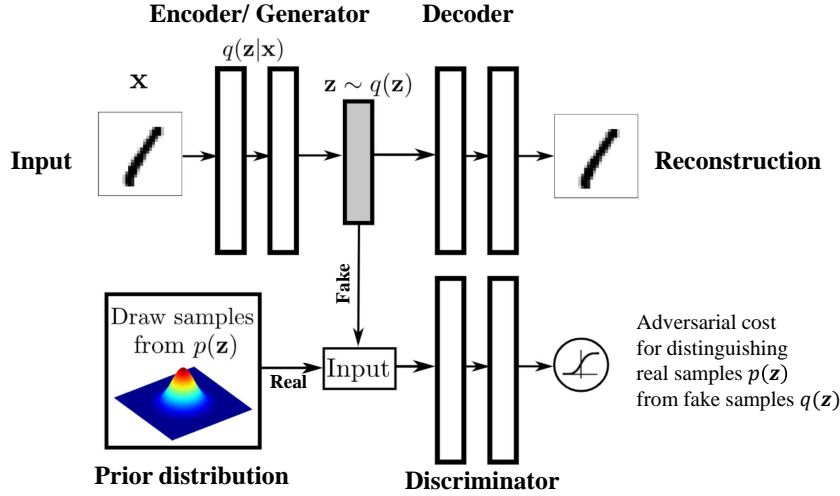 Encoder/ Generator
Decoder
q(𝐳|𝐱)
𝐱
𝐳 ∼ q(𝐳)
Input
Reconstruction
Fake
Draw samples
from p(𝐳)
Input
Real
Adversarial cost
for distinguishing
real samples p(𝒛)
from fake samples q(𝒛)
Prior distribution
Discriminator